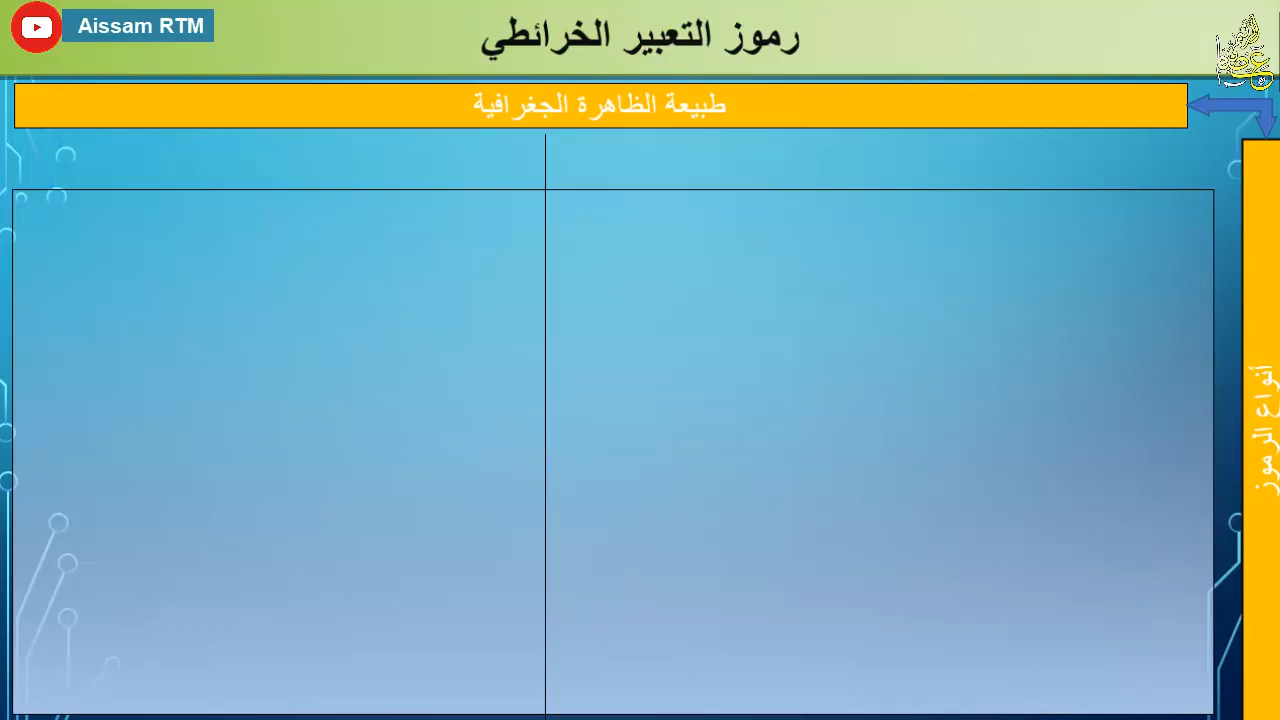 Aissam RTM
رموز التعبير الخرائطي
طبيعة الظاهرة الجغرافية
أنواع الرموز